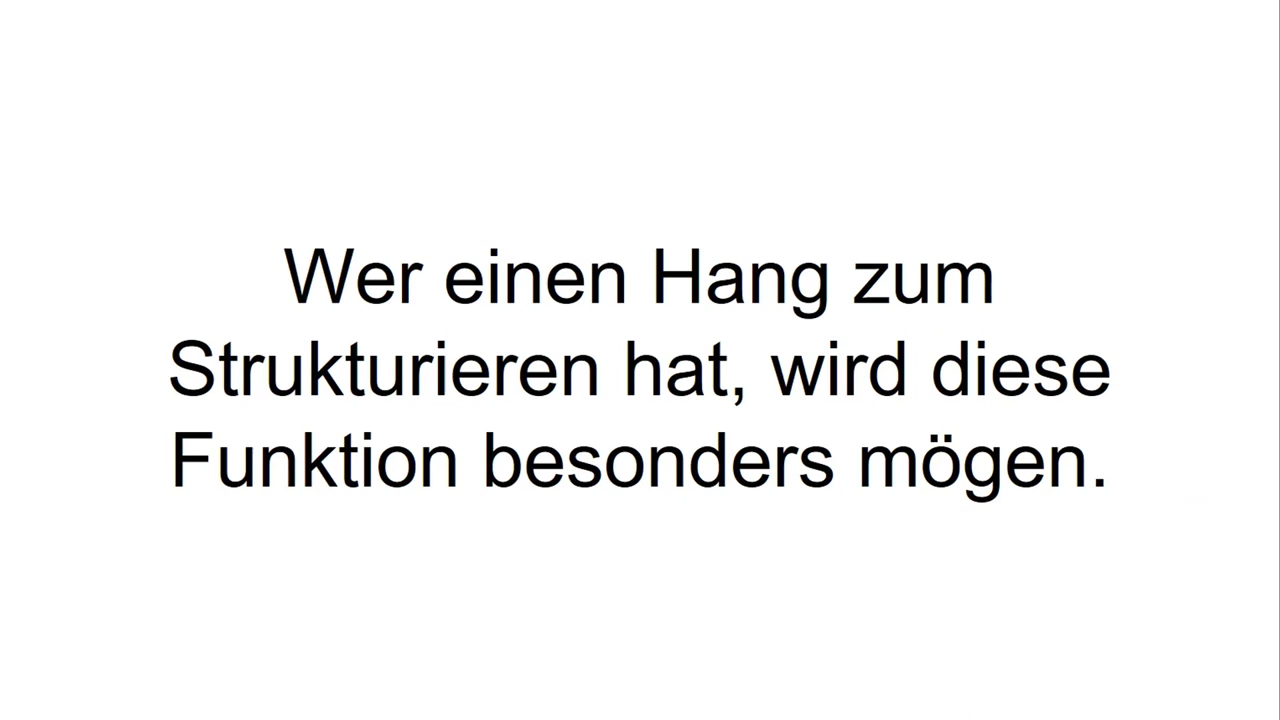 Wer einen Hang zum
Strukturieren hat, wird diese
Funktion besonders mögen.